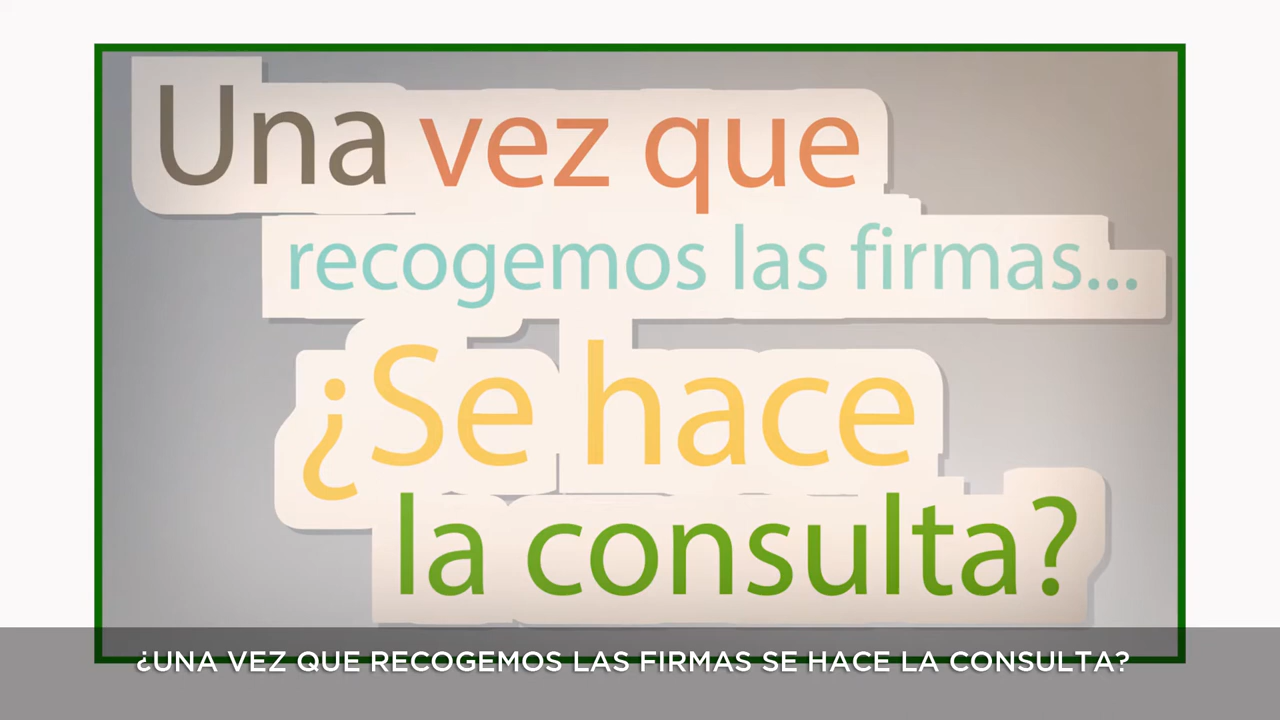 Una vez que
recogemos las firmas...
¿Se hace
la consulta?
¿UNA VEZ QUE RECOGEMOS LAS FIRMAS SE HACE LA CONSULTA?